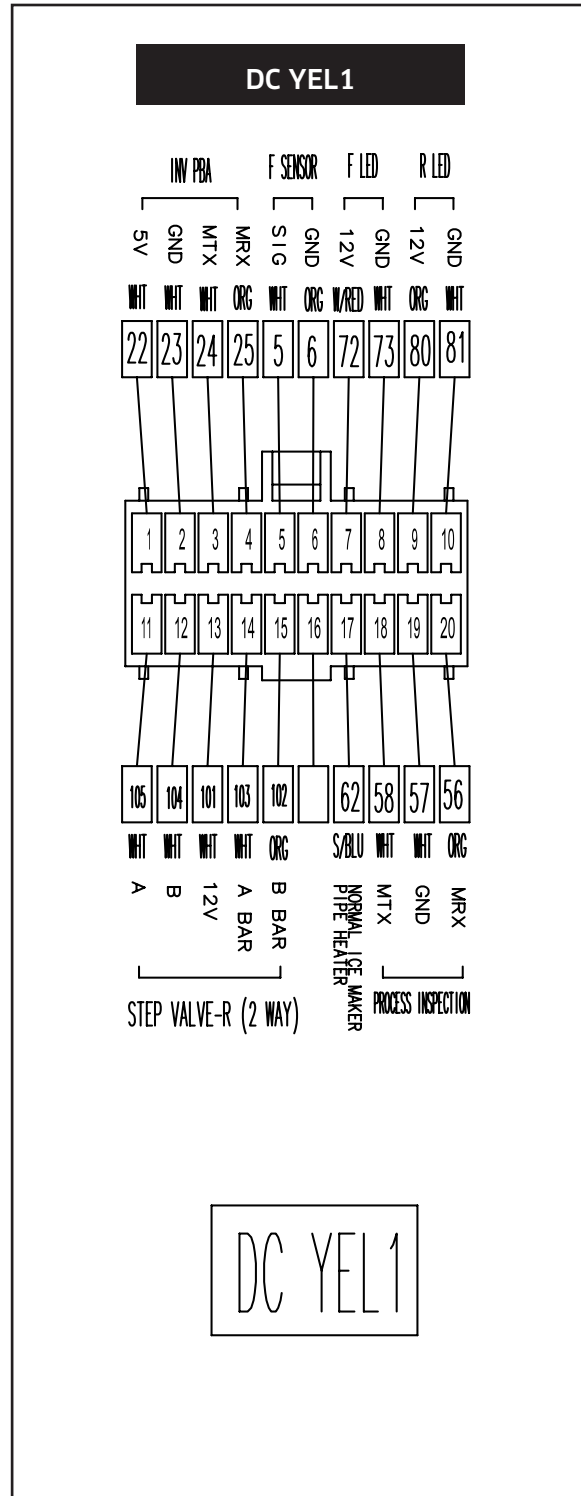 DC YEL1
INV PBA F SENSOR F LED R LED
5V GND MTX MRX SIG GND 12V GND 12V GND
WHT WHT WHT ORG WHT ORG W/RED WHT ORG WHT
22 23 24 25 5 6 72 73 80 81
1 2 3 4 5 6 7 8 9 10
11 12 13 14 15 16 17 18 19 20
105 104 101 103 102 62 58 57 56
WHT WHT WHT WHT ORG S/BLU WHT WHT ORG
A B 12V A BAR B BAR NORMAL ICE MAKER
PIPE HEATER MTX GND MRX
STEP VALVE-R (2 WAY) PROCESS INSPECTION
DC YEL1